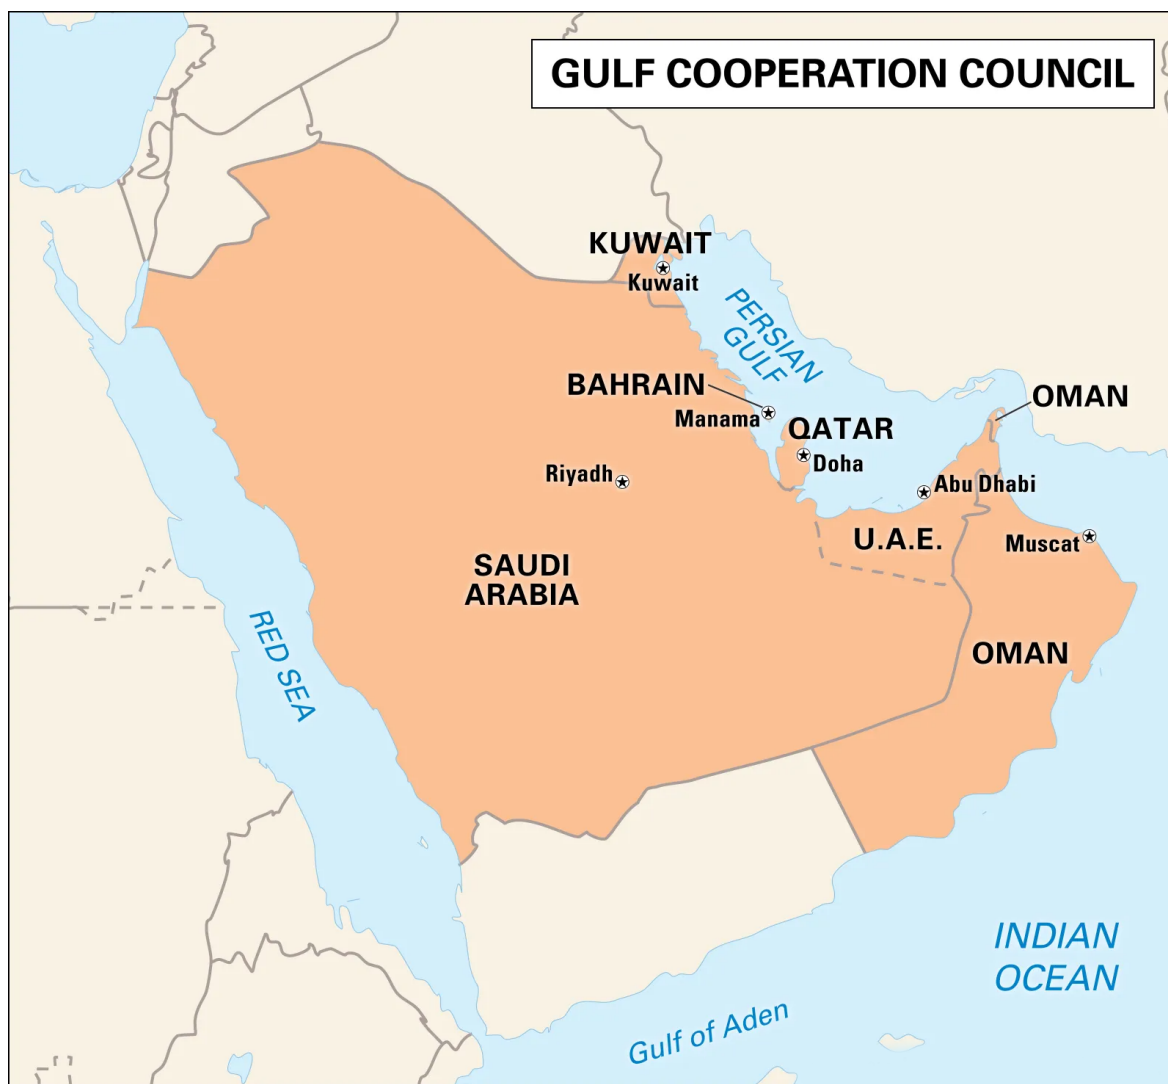 GULF COOPERATION COUNCIL
KUWAIT
Kuwait
PERSIAN
GULF
BAHRAIN
Manama
OMAN
QATAR
Doha
Riyadh
Abu Dhabi
U.A.E.
Muscat
SAUDI
ARABIA
RED SEA
OMAN
INDIAN
OCEAN
Gulf of Aden